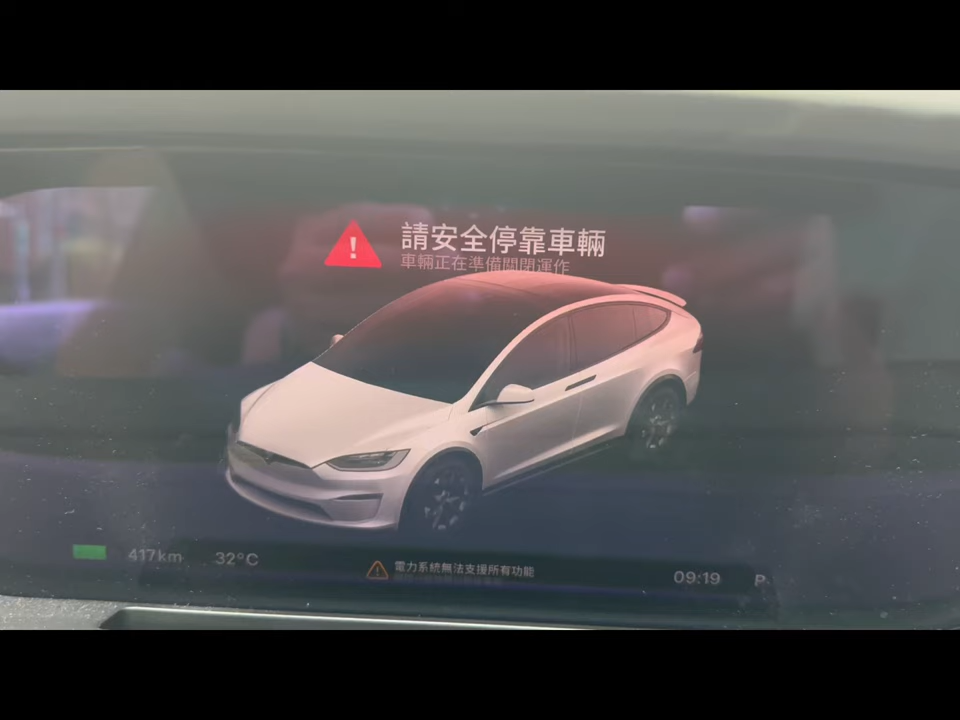 請安全停靠車輛
車輛正在準備關閉運作
417km 32°C
電力系統無法支援所有功能
09:19 P